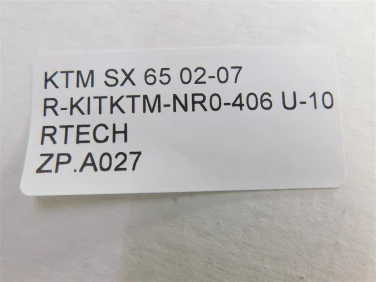 KTM SX 65 02-07
R-KITKTM-NR0-406 U-10
RTECH
ZP.A027